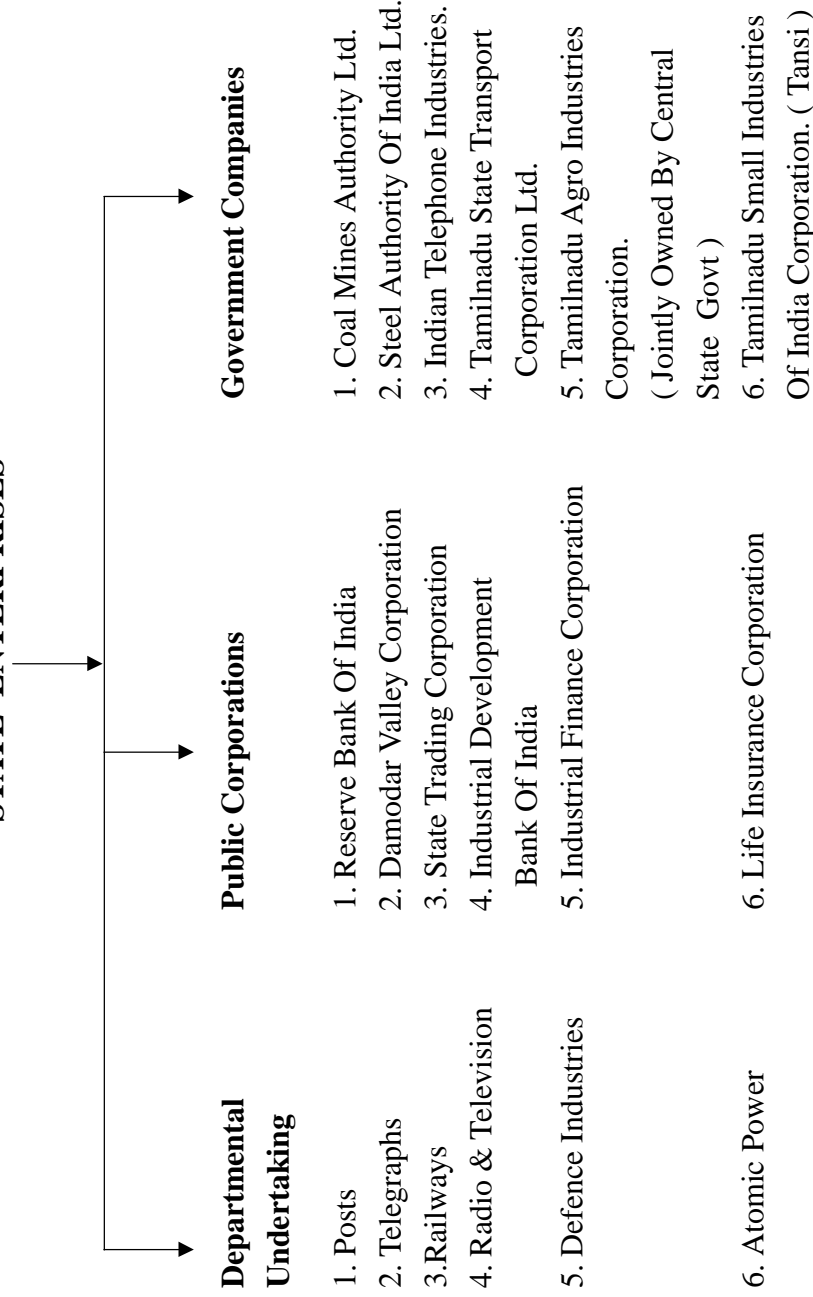 STATE ENTERPRISES
Departmental
Undertaking
1. Posts
2. Telegraphs
3.Railways
4. Radio & Television
5. Defence Industries
6. Atomic Power
Public Corporations
1. Reserve Bank Of India
2. Damodar Valley Corporation
3. State Trading Corporation
4. Industrial Development
Bank Of India
5. Industrial Finance Corporation
6. Life Insurance Corporation
Government Companies
1. Coal Mines Authority Ltd.
2. Steel Authority Of India Ltd.
3. Indian Telephone Industries.
4. Tamilnadu State Transport
Corporation Ltd.
5. Tamilnadu Agro Industries
Corporation.
( Jointly Owned By Central
State Govt )
6. Tamilnadu Small Industries
Of India Corporation. ( Tansi )